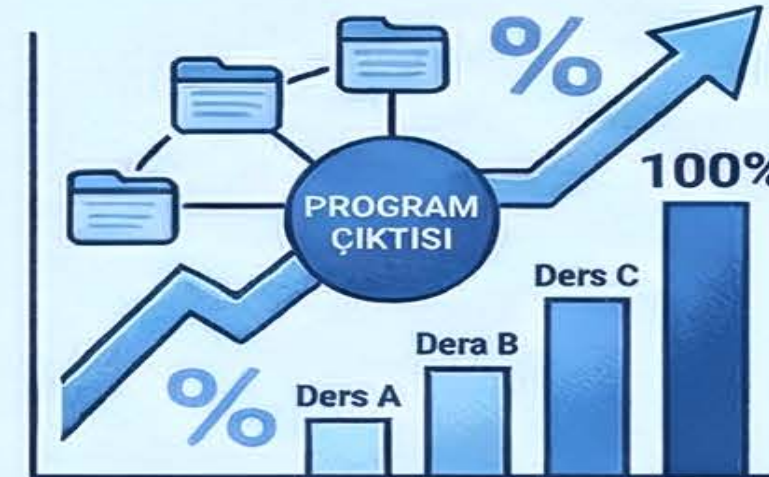 %
100%
PROGRAM
ÇIKTISI
Ders C
Dera B
Ders A
%